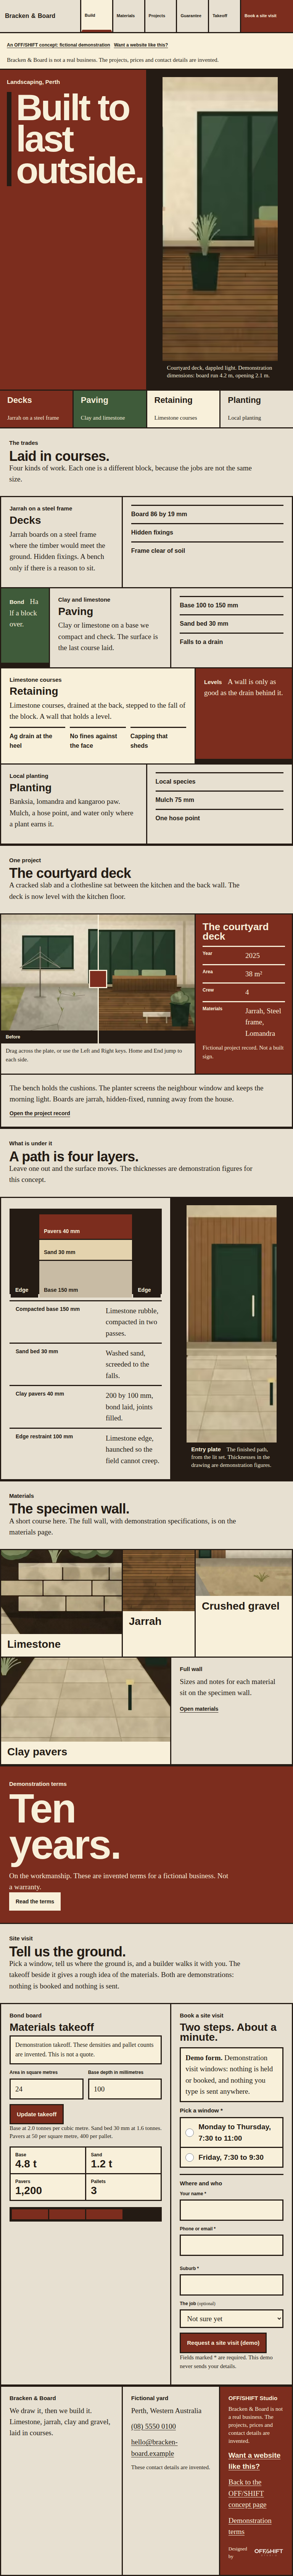 Bracken & Board
Build
Materials
Projects
Guarantee
Takeoff
Book a site visit
An OFF/SHIFT concept: fictional demonstration Want a website like this?
Bracken & Board is not a real business. The projects, prices and contact details are invented.
Landscaping, Perth
Built to
last
outside.
Courtyard deck, dappled light. Demonstration
dimensions: board run 4.2 m, opening 2.1 m.
Decks
Jarrah on a steel frame
Paving
Clay and limestone
Retaining
Limestone courses
Planting
Local planting
The trades
Laid in courses.
Four kinds of work. Each one is a different block, because the jobs are not the same
size.
Jarrah on a steel frame
Decks
Jarrah boards on a steel frame
where the timber would meet the
ground. Hidden fixings. A bench
only if there is a reason to sit.
Board 86 by 19 mm
Hidden fixings
Frame clear of soil
Bond Ha
lf a block
over.
Clay and limestone
Paving
Clay or limestone on a base we
compact and check. The surface is
the last course laid.
Base 100 to 150 mm
Sand bed 30 mm
Falls to a drain
Limestone courses
Retaining
Limestone courses, drained at the back, stepped to the fall of
the block. A wall that holds a level.
Ag drain at the
heel
No fines against
the face
Capping that
sheds
Levels A wall is only as
good as the drain behind it.
Local planting
Planting
Banksia, lomandra and kangaroo paw.
Mulch, a hose point, and water only where
a plant earns it.
Local species
Mulch 75 mm
One hose point
One project
The courtyard deck
A cracked slab and a clothesline sat between the kitchen and the back wall. The
deck is now level with the kitchen floor.
Before
Drag across the plate, or use the Left and Right keys. Home and End jump to
each side.
The courtyard
deck
Year
2025
Area
38 m²
Crew
4
Materials
Jarrah, Steel
frame,
Lomandra
Fictional project record. Not a built
sign.
The bench holds the cushions. The planter screens the neighbour window and keeps the
morning light. Boards are jarrah, hidden-fixed, running away from the house.
Open the project record
What is under it
A path is four layers.
Leave one out and the surface moves. The thicknesses are demonstration figures for
this concept.
Pavers 40 mm
Sand 30 mm
Edge
Base 150 mm
Edge
Compacted base 150 mm
Limestone rubble,
compacted in two
passes.
Sand bed 30 mm
Washed sand,
screeded to the
falls.
Clay pavers 40 mm
200 by 100 mm,
bond laid, joints
filled.
Edge restraint 100 mm
Limestone edge,
haunched so the
field cannot creep.
Entry plate The finished path,
from the lit set. Thicknesses in the
drawing are demonstration figures.
Materials
The specimen wall.
A short course here. The full wall, with demonstration specifications, is on the
materials page.
Limestone
Jarrah
Crushed gravel
Clay pavers
Full wall
Sizes and notes for each material
sit on the specimen wall.
Open materials
Demonstration terms
Ten
years.
On the workmanship. These are invented terms for a fictional business. Not
a warranty.
Read the terms
Site visit
Tell us the ground.
Pick a window, tell us where the ground is, and a builder walks it with you. The
takeoff beside it gives a rough idea of the materials. Both are demonstrations:
nothing is booked and nothing is sent.
Bond board
Materials takeoff
Demonstration takeoff. These densities and pallet counts
are invented. This is not a quote.
Area in square metres
Base depth in millimetres
24
100
Update takeoff
Base at 2.0 tonnes per cubic metre. Sand bed 30 mm at 1.6 tonnes.
Pavers at 50 per square metre, 400 per pallet.
Base
4.8 t
Sand
1.2 t
Pavers
1,200
Pallets
3
Book a site visit
Two steps. About a
minute.
Demo form. Demonstration
visit windows: nothing is held
or booked, and nothing you
type is sent anywhere.
Pick a window *
Monday to Thursday,
7:30 to 11:00
Friday, 7:30 to 9:30
Where and who
Your name *
Phone or email *
Suburb *
The job (optional)
Not sure yet
Request a site visit (demo)
Fields marked * are required. This demo
never sends your details.
Bracken & Board
We draw it, then we build it.
Limestone, jarrah, clay and gravel,
laid in courses.
Fictional yard
Perth, Western Australia
(08) 5550 0100
hello@bracken-
board.example
These contact details are invented.
OFF/SHIFT Studio
Bracken & Board is not
a real business. The
projects, prices and
contact details are
invented.
Want a website
like this?
Back to the
OFF/SHIFT
concept page
Demonstration
terms
Designed
by
OFF/SHIFT